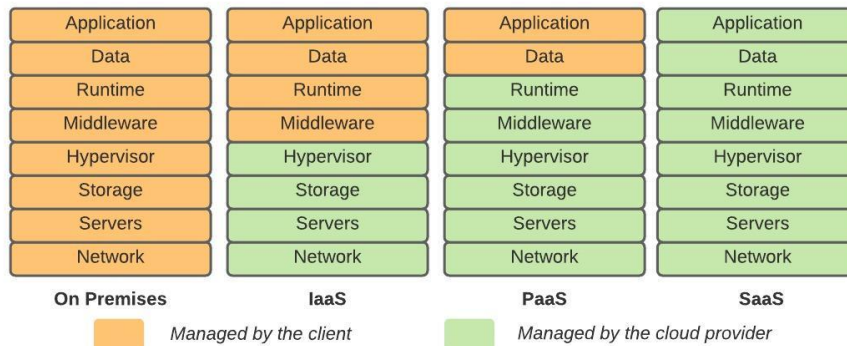 Application Application Application Application
Data Data Data Data
Runtime Runtime Runtime Runtime
Middleware Middleware Middleware Middleware
Hypervisor Hypervisor Hypervisor Hypervisor
Storage Storage Storage Storage
Servers Servers Servers Servers
Network Network Network Network
On Premises IaaS PaaS SaaS
Managed by the client Managed by the cloud provider